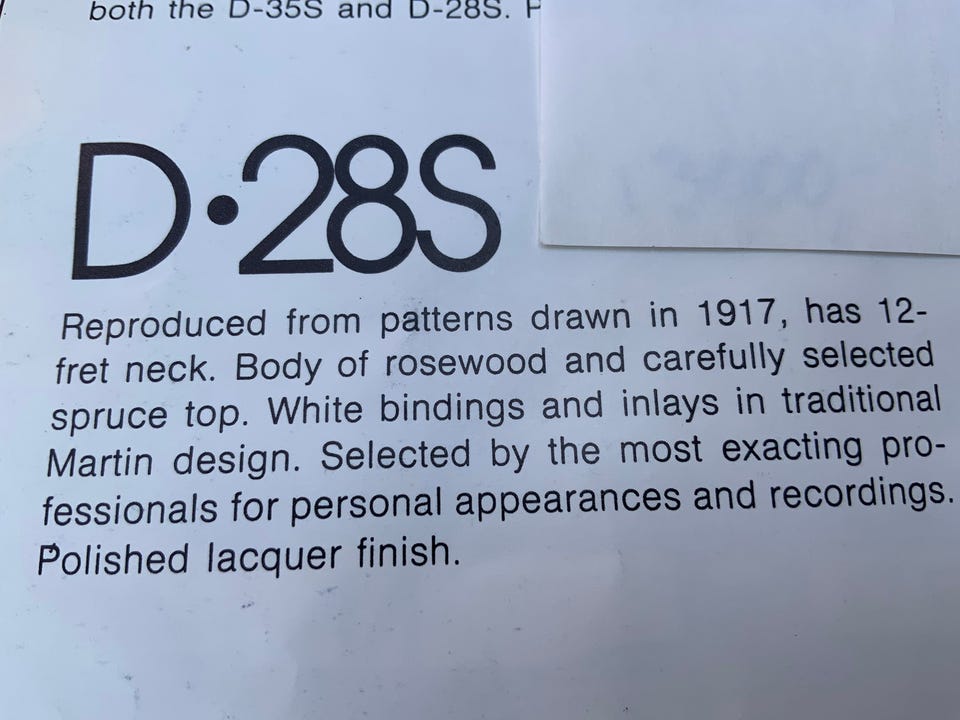 both the D-35S and D-28S.
D•28S
Reproduced from patterns drawn in 1917, has 12-
fret neck. Body of rosewood and carefully selected
spruce top. White bindings and inlays in traditional
Martin design. Selected by the most exacting pro-
fessionals for personal appearances and recordings.
Polished lacquer finish.